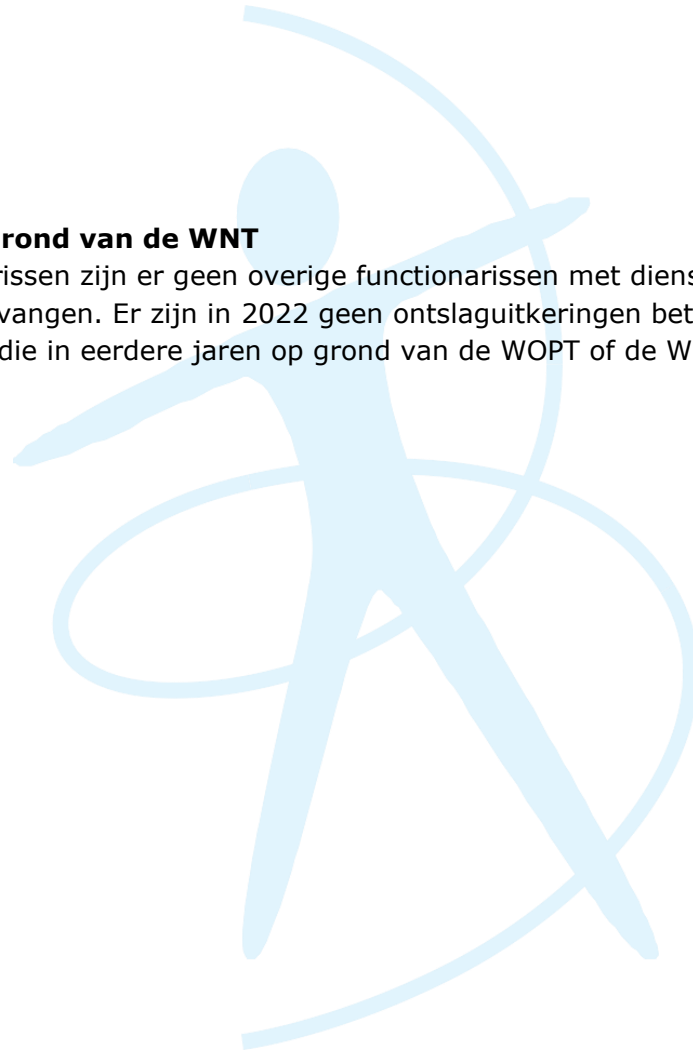 rond van de WNT
rissen zijn er geen overige functionarissen met diens
vangen. Er zijn in 2022 geen ontslaguitkeringen bet
die in eerdere jaren op grond van de WOPT of de W